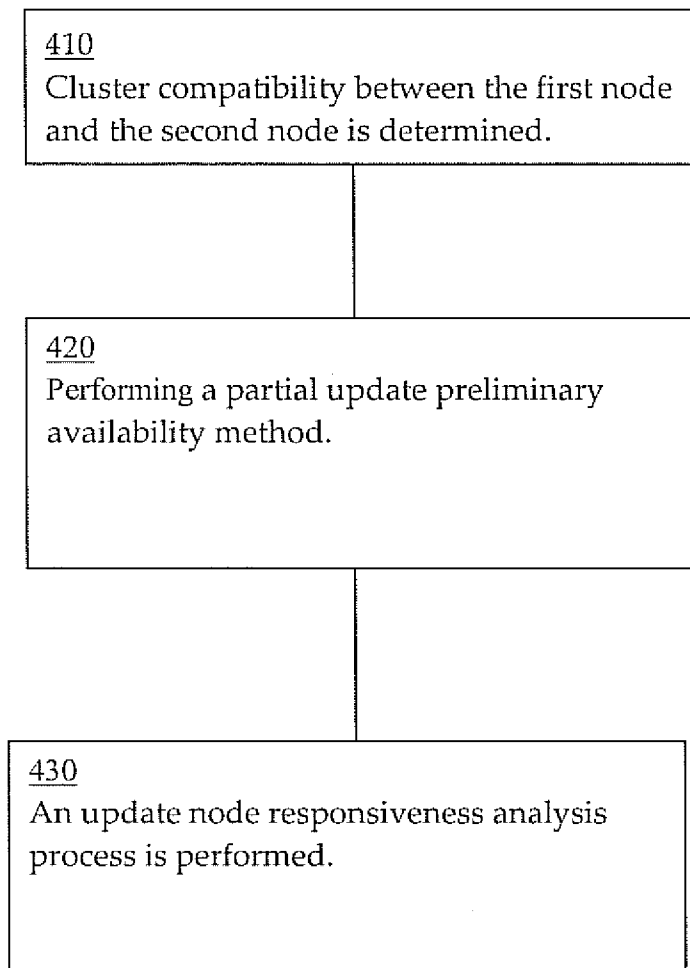 410
Cluster compatibility between the first node
and the second node is determined.
420
Performing a partial update preliminary
availability method.
430
An update node responsiveness analysis
process is performed.